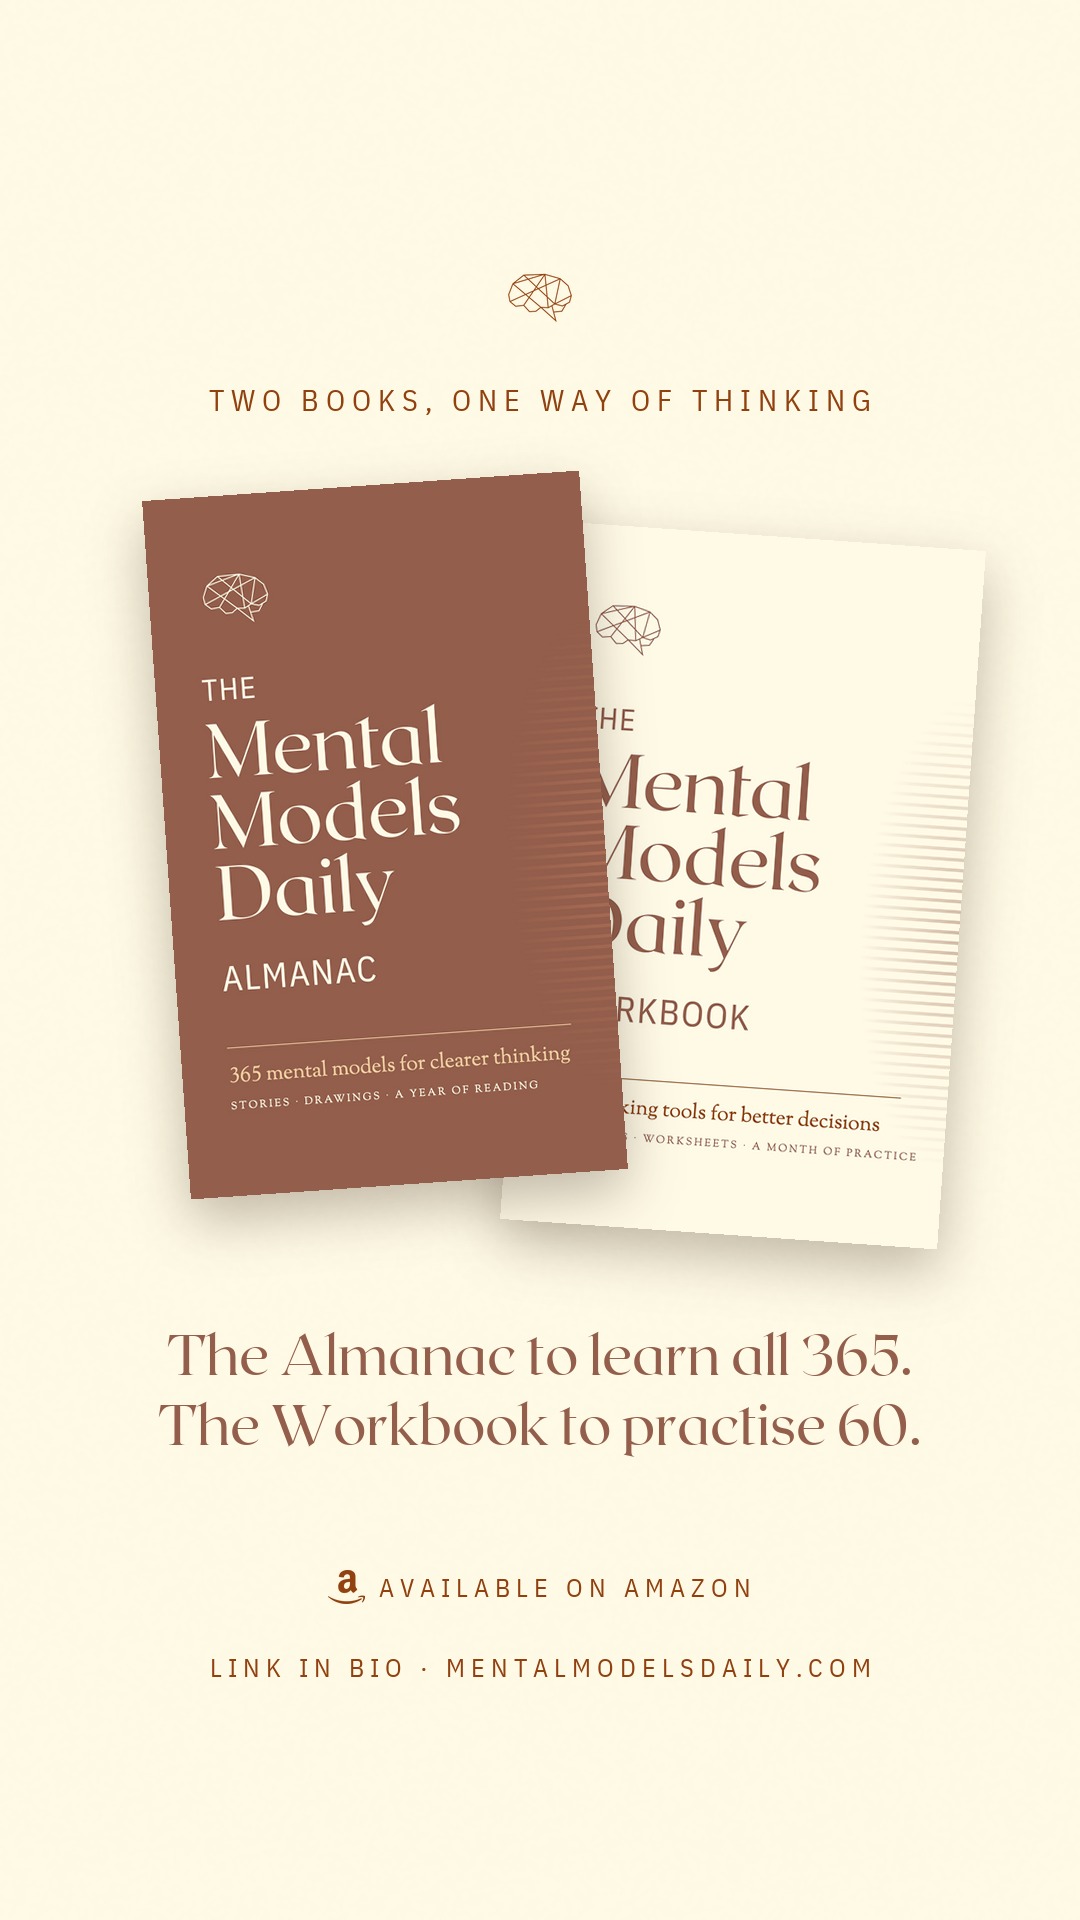 TWO BOOKS, ONE WAY OF THINKING
THE
Mental
Models
Daily
ALMANAC
365 mental models for clearer thinking
STORIES · DRAWINGS · A YEAR OF READING
HE
Mental
Models
Daily
RKBOOK
king tools for better decisions
S · WORKSHEETS · A MONTH OF PRACTICE
The Almanac to learn all 365.
The Workbook to practise 60.
a AVAILABLE ON AMAZON
LINK IN BIO · MENTALMODELSDAILY.COM